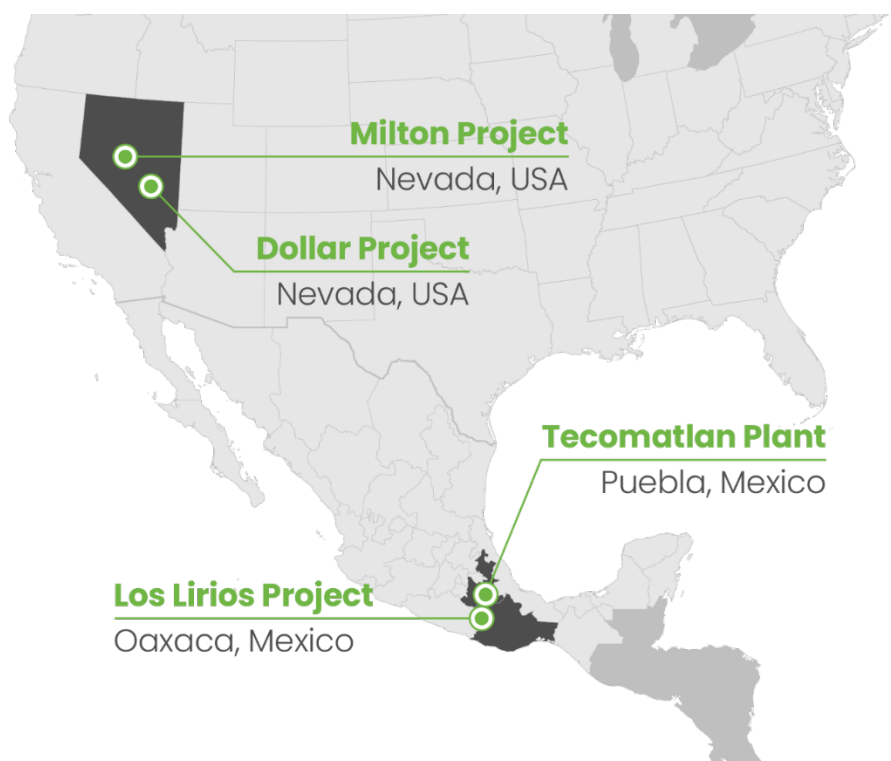 Milton Project
Nevada, USA
Dollar Project
Nevada, USA
Tecomatlan Plant
Puebla, Mexico
Los Lirios Project
Oaxaca, Mexico